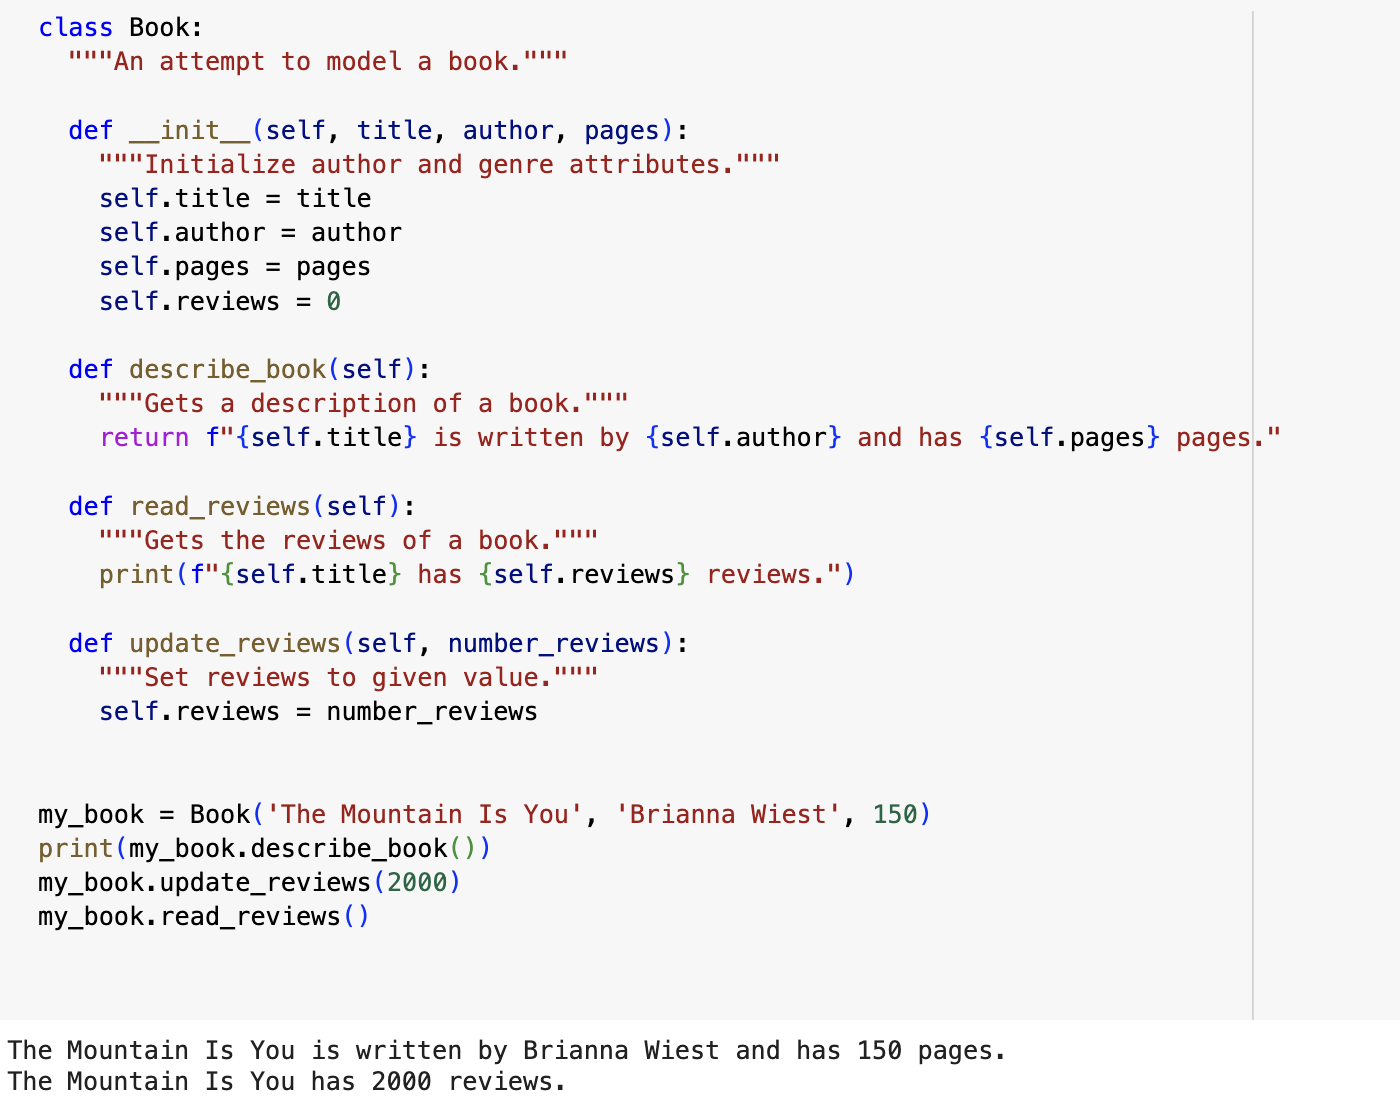 class Book:
  """An attempt to model a book."""

  def __init__(self, title, author, pages):
    """Initialize author and genre attributes."""
    self.title = title
    self.author = author
    self.pages = pages
    self.reviews = 0

  def describe_book(self):
    """Gets a description of a book."""
    return f"{self.title} is written by {self.author} and has {self.pages} pages."

  def read_reviews(self):
    """Gets the reviews of a book."""
    print(f"{self.title} has {self.reviews} reviews.")

  def update_reviews(self, number_reviews):
    """Set reviews to given value."""
    self.reviews = number_reviews


my_book = Book('The Mountain Is You', 'Brianna Wiest', 150)
print(my_book.describe_book())
my_book.update_reviews(2000)
my_book.read_reviews()

The Mountain Is You is written by Brianna Wiest and has 150 pages.
The Mountain Is You has 2000 reviews.